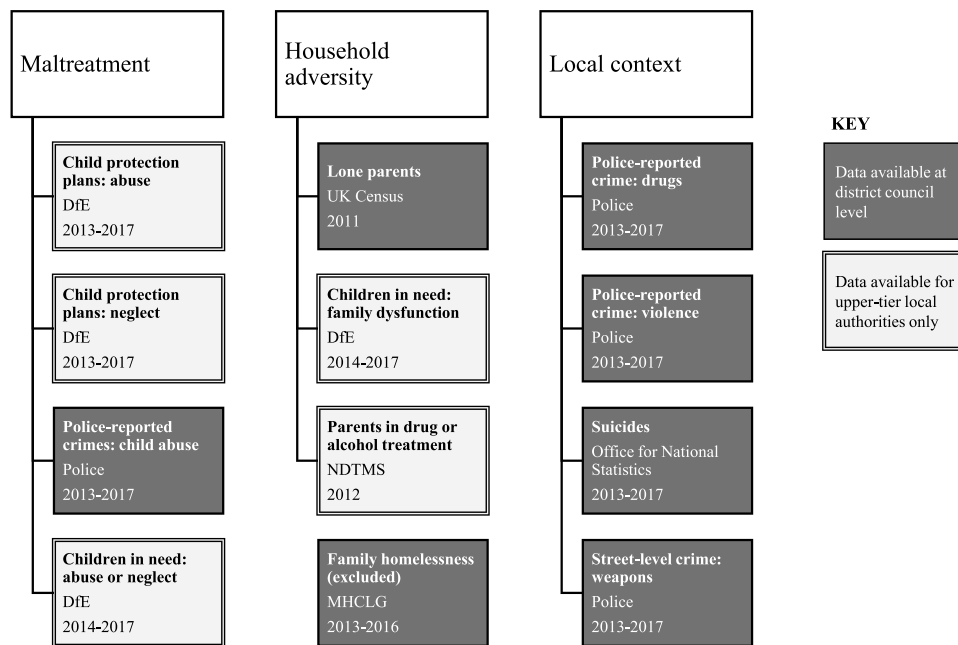 Maltreatment
Child protection
plans: abuse
DfE
2013-2017
Child protection
plans: neglect
DfE
2013-2017
Police-reported
crimes: child abuse
Police
2013-2017
Children in need:
abuse or neglect
DfE
2014-2017
Household
adversity
Lone parents
UK Census
2011
Children in need:
family dysfunction
DfE
2014-2017
Parents in drug or
alcohol treatment
NDTMS
2012
Family homelessness
(excluded)
MHCLG
2013-2016
Local context
Police-reported
crime: drugs
Police
2013-2017
Police-reported
crime: violence
Police
2013-2017
Suicides
Office for National
Statistics
2013-2017
Street-level crime:
weapons
Police
2013-2017
KEY
Data available at
district council
level
Data available for
upper-tier local
authorities only